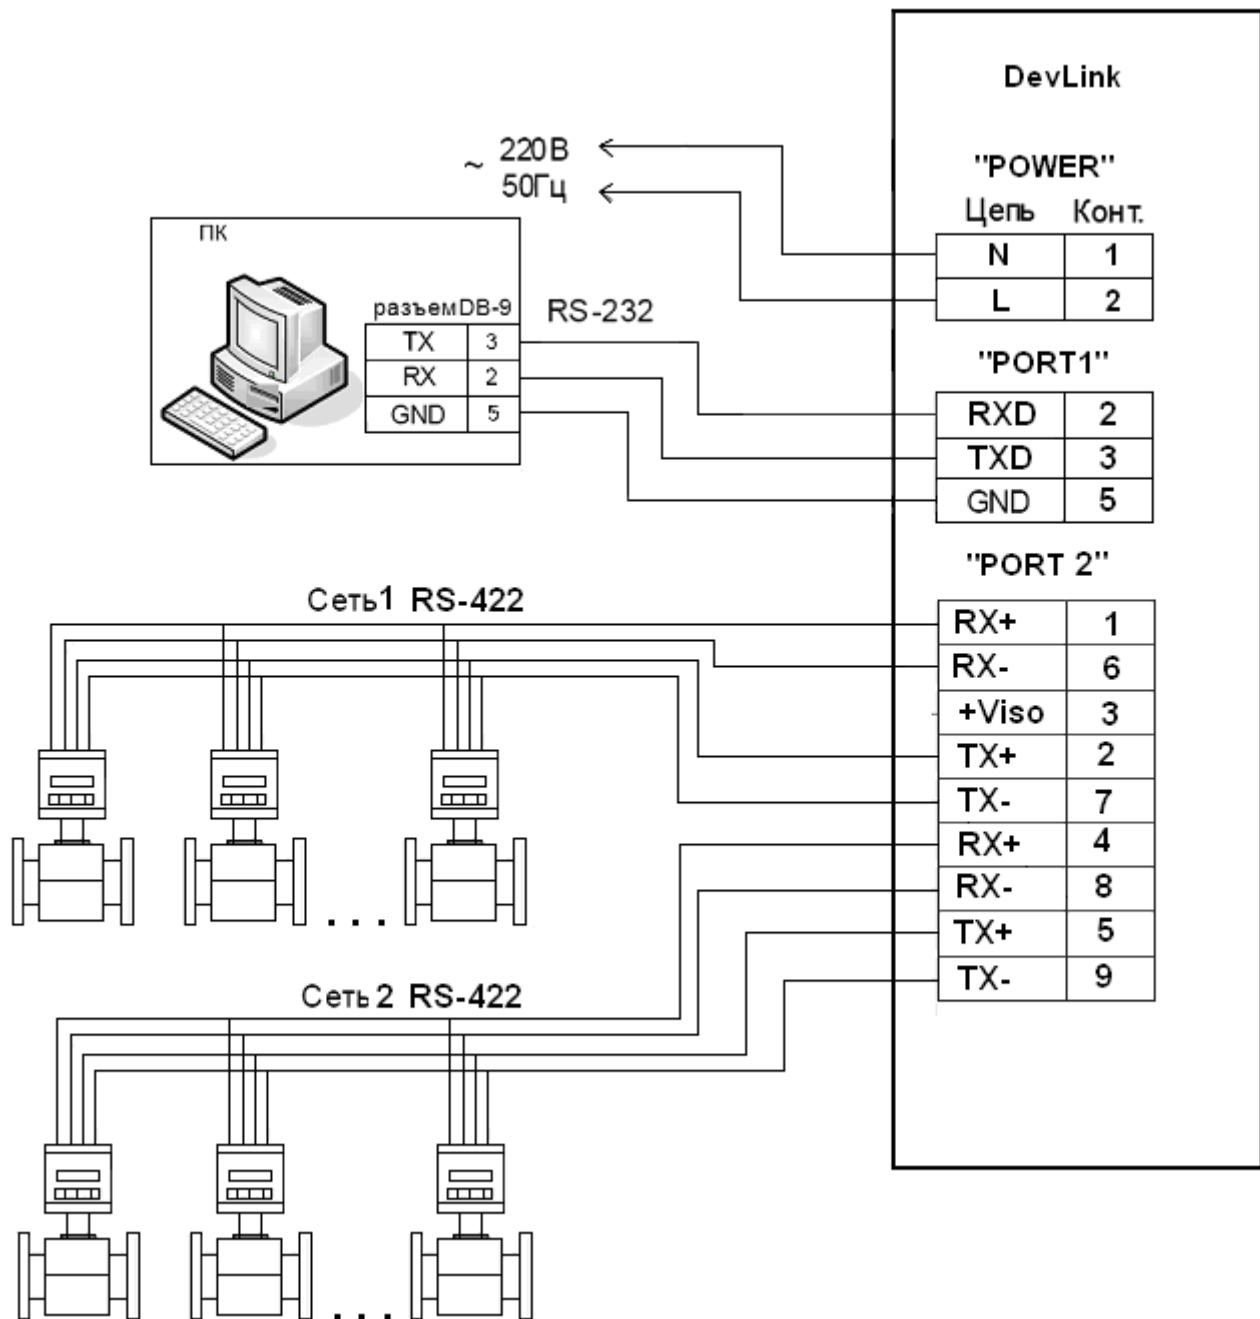 DevLink
~ 220В
50Гц
"POWER"
Цепь Конт.
N 1
L 2
ПК
разъем DB-9
RS-232
TX 3
RX 2
GND 5
"PORT1"
RXD 2
TXD 3
GND 5
"PORT 2"
Сеть1 RS-422
RX+ 1
RX- 6
+Viso 3
TX+ 2
TX- 7
RX+ 4
RX- 8
TX+ 5
TX- 9
. . .
Сеть 2 RS-422
. . .